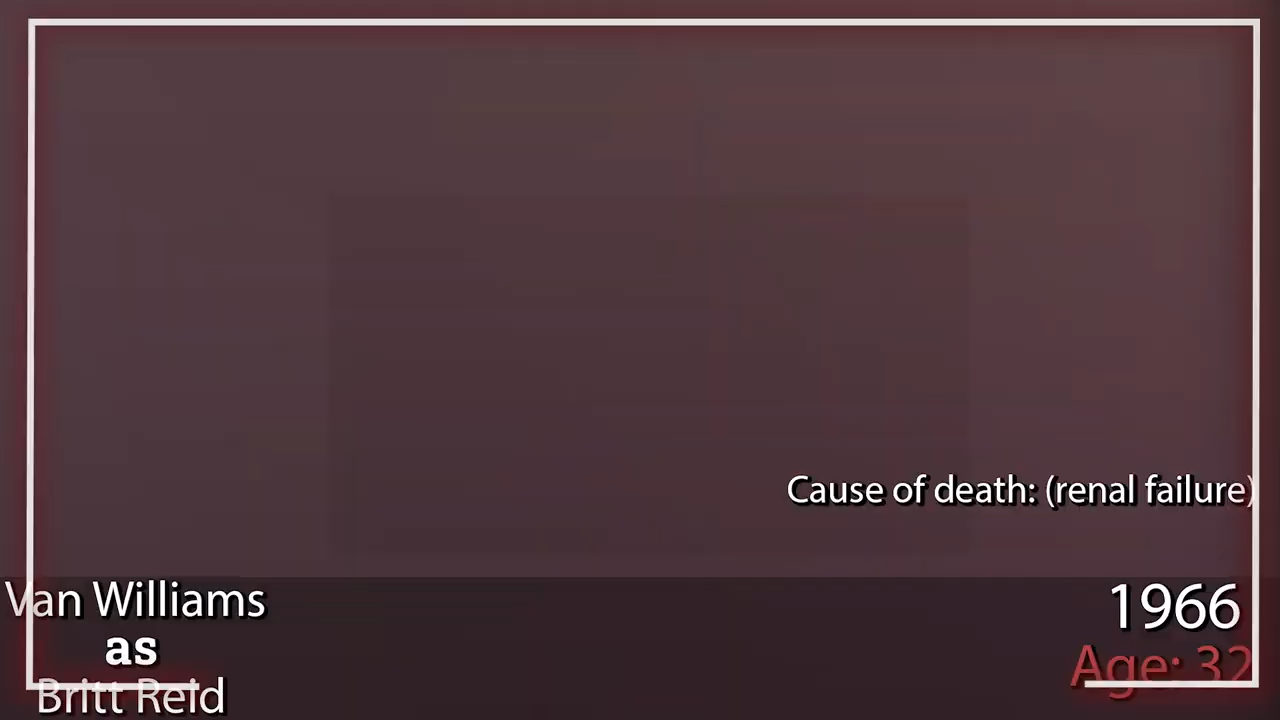 Cause of death: (renal failure)
Van Williams
as
Britt Reid
1966
Age: 32